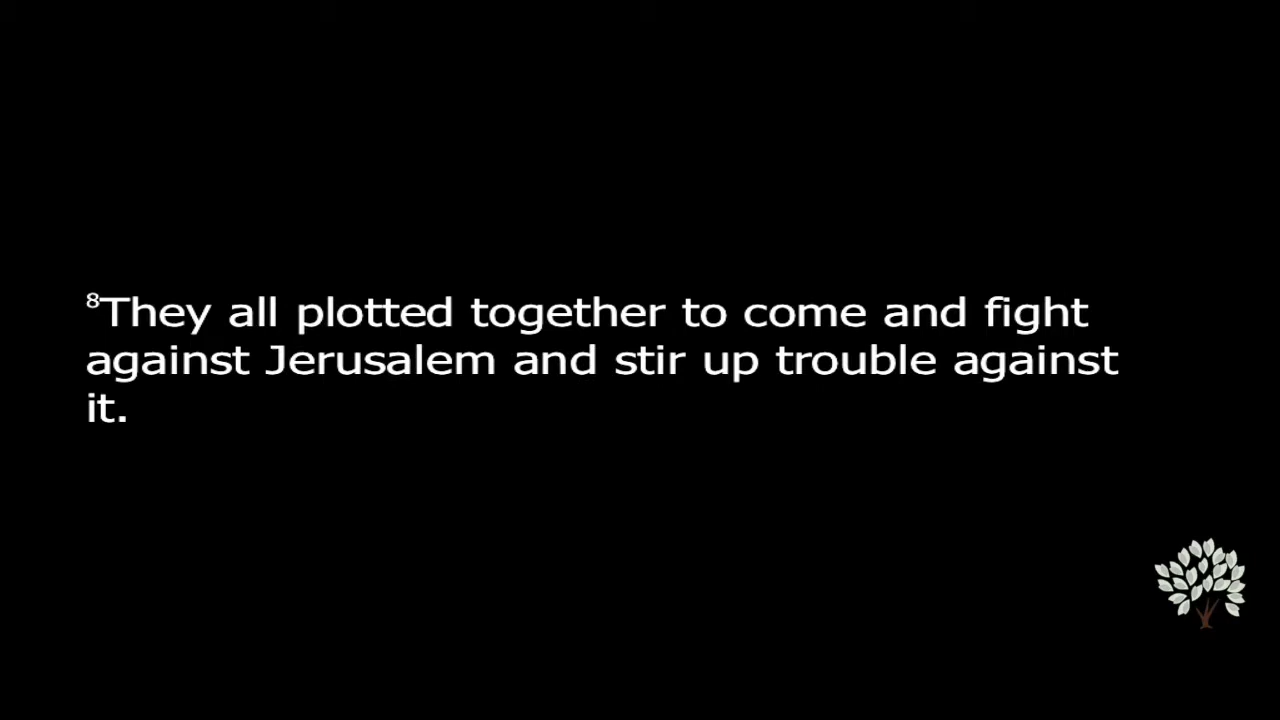 ⁸They all plotted together to come and fight
against Jerusalem and stir up trouble against
it.